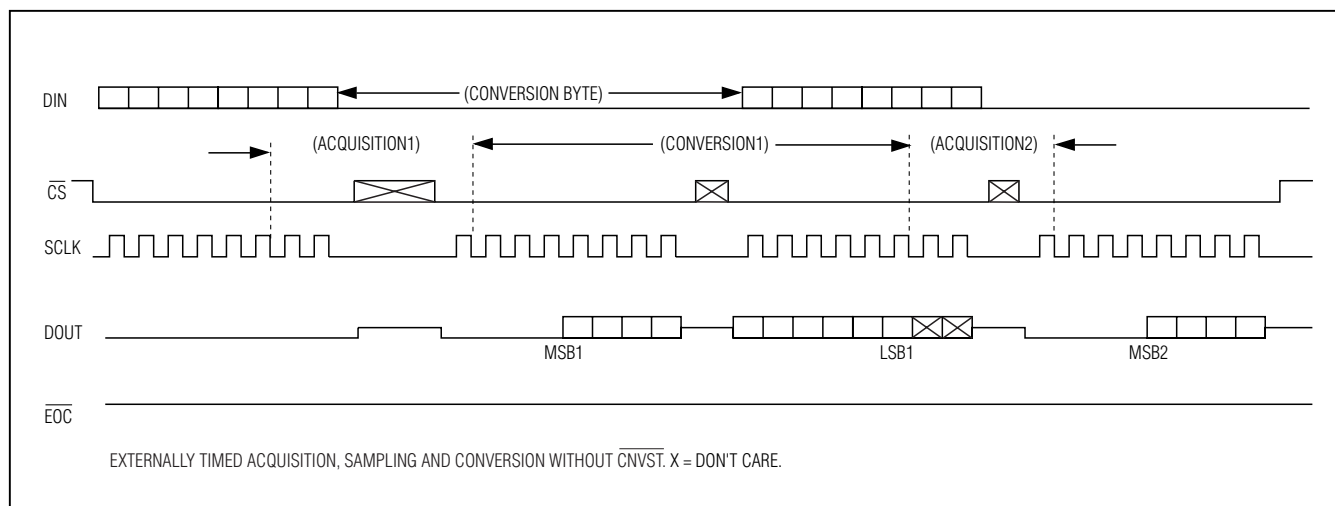 DIN
(CONVERSION BYTE)
(ACQUISITION1)
(CONVERSION1)
(ACQUISITION2)
CS
SCLK
DOUT
MSB1
LSB1
MSB2
EOC
EXTERNALLY TIMED ACQUISITION, SAMPLING AND CONVERSION WITHOUT CNVST. X = DON'T CARE.